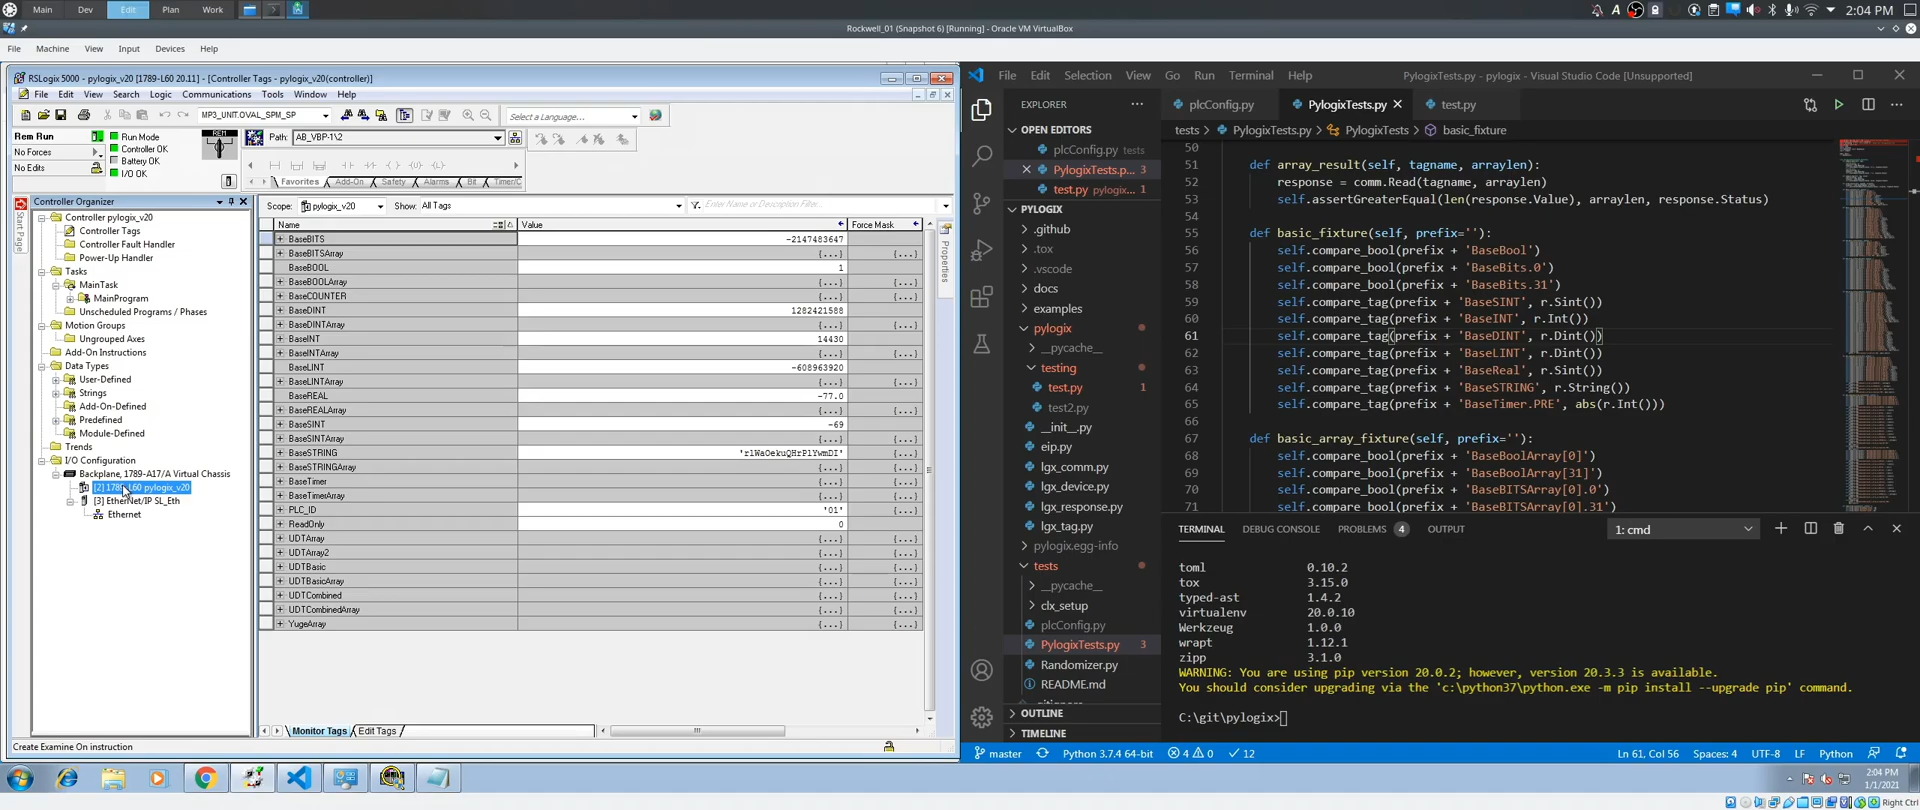 Main Dev Edit Plan Work
2:04 PM
Rockwell_01 (Snapshot 6) [Running] - Oracle VM VirtualBox
File Machine View Input Devices Help
RSLogix 5000 - pylogix_v20 [1789-L60 20.11] - [Controller Tags - pylogix_v20(controller)]
File Edit View Search Logic Communications Tools Window Help
MP3_UNIT.OVAL_SPM_SP
Select a Language...
Rem Run
No Forces
No Edits
Run Mode
Controller OK
Battery OK
I/O OK
REM
Path: AB_VBP-1\2
Favorites Add-On Safety Alarms Bit Timer/C
Start Page
Controller Organizer
Controller pylogix_v20
Controller Tags
Controller Fault Handler
Power-Up Handler
Tasks
MainTask
MainProgram
Unscheduled Programs / Phases
Motion Groups
Ungrouped Axes
Add-On Instructions
Data Types
User-Defined
Strings
Add-On-Defined
Predefined
Module-Defined
Trends
I/O Configuration
Backplane, 1789-A17/A Virtual Chassis
[2] 1789-L60 pylogix_v20
[3] EtherNet/IP SL_Eth
Ethernet
Scope: pylogix_v20 Show: All Tags Enter Name or Description Filter...
Name Value Force Mask
BaseBITS -2147483647
BaseBITSArray {...} {...}
BaseBOOL 1
BaseBOOLArray {...} {...}
BaseCOUNTER {...} {...}
BaseDINT 1282421588
BaseDINTArray {...} {...}
BaseINT 14430
BaseINTArray {...} {...}
BaseLINT -608963920
BaseLINTArray {...} {...}
BaseREAL -77.0
BaseREALArray {...} {...}
BaseSINT -69
BaseSINTArray {...} {...}
BaseSTRING 'rlWaOekuQHrPlYwmDI' {...}
BaseSTRINGArray {...} {...}
BaseTimer {...} {...}
BaseTimerArray {...} {...}
PLC_ID '01' {...}
ReadOnly 0
UDTArray {...} {...}
UDTArray2 {...} {...}
UDTBasic {...} {...}
UDTBasicArray {...} {...}
UDTCombined {...} {...}
UDTCombinedArray {...} {...}
YugeArray {...} {...}
Properties
Monitor Tags Edit Tags
Create Examine On instruction
File Edit Selection View Go Run Terminal Help
PylogixTests.py - pylogix - Visual Studio Code [Unsupported]
EXPLORER
OPEN EDITORS
plcConfig.py tests
PylogixTests.p... 3
test.py pylogix... 1
PYLOGIX
.github
.tox
.vscode
docs
examples
pylogix
__pycache__
testing
test.py 1
test2.py
__init__.py
eip.py
lgx_comm.py
lgx_device.py
lgx_response.py
lgx_tag.py
pylogix.egg-info
tests
__pycache__
clx_setup
plcConfig.py
PylogixTests.py 3
Randomizer.py
README.md
.gitignore
OUTLINE
TIMELINE
plcConfig.py PylogixTests.py test.py
tests > PylogixTests.py > PylogixTests > basic_fixture
50
51 def array_result(self, tagname, arraylen):
52 response = comm.Read(tagname, arraylen)
53 self.assertGreaterEqual(len(response.Value), arraylen, response.Status)
54
55 def basic_fixture(self, prefix=''):
56 self.compare_bool(prefix + 'BaseBool')
57 self.compare_bool(prefix + 'BaseBits.0')
58 self.compare_bool(prefix + 'BaseBits.31')
59 self.compare_tag(prefix + 'BaseSINT', r.Sint())
60 self.compare_tag(prefix + 'BaseINT', r.Int())
61 self.compare_tag(prefix + 'BaseDINT', r.Dint())
62 self.compare_tag(prefix + 'BaseLINT', r.Dint())
63 self.compare_tag(prefix + 'BaseReal', r.Sint())
64 self.compare_tag(prefix + 'BaseSTRING', r.String())
65 self.compare_tag(prefix + 'BaseTimer.PRE', abs(r.Int()))
66
67 def basic_array_fixture(self, prefix=''):
68 self.compare_bool(prefix + 'BaseBoolArray[0]')
69 self.compare_bool(prefix + 'BaseBoolArray[31]')
70 self.compare_bool(prefix + 'BaseBITSArray[0].0')
71 self.compare_bool(prefix + 'BaseBITSArray[0].31')
TERMINAL DEBUG CONSOLE PROBLEMS 4 OUTPUT 1: cmd
toml 0.10.2
tox 3.15.0
typed-ast 1.4.2
virtualenv 20.0.10
Werkzeug 1.0.0
wrapt 1.12.1
zipp 3.1.0
WARNING: You are using pip version 20.0.2; however, version 20.3.3 is available.
You should consider upgrading via the 'c:\python37\python.exe -m pip install --upgrade pip' command.
C:\git\pylogix>
master Python 3.7.4 64-bit 4 0 12 Ln 61, Col 56 Spaces: 4 UTF-8 LF Python
2:04 PM
1/1/2021
Right Ctrl